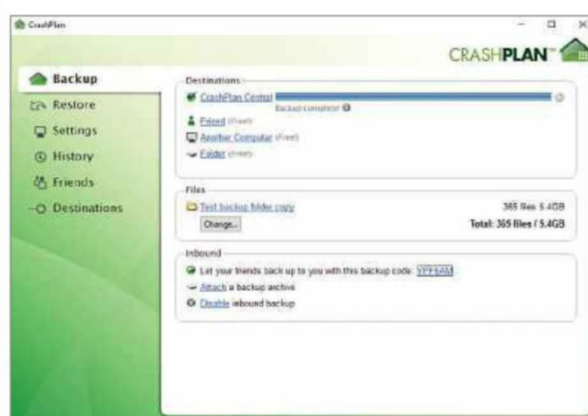 CrashPlan
CRASHPLAN™
Backup
Restore
Settings
History
Friends
Destinations
Destinations
CrashPlan Central
Backup complete
Friend (Free)
Another Computer (Free)
Folder (Free)
Files
Test backup folder copy
365 files 5.4GB
Change...
Total: 365 files / 5.4GB
Inbound
Let your friends back up to you with this backup code:
Attach a backup archive
Disable inbound backup